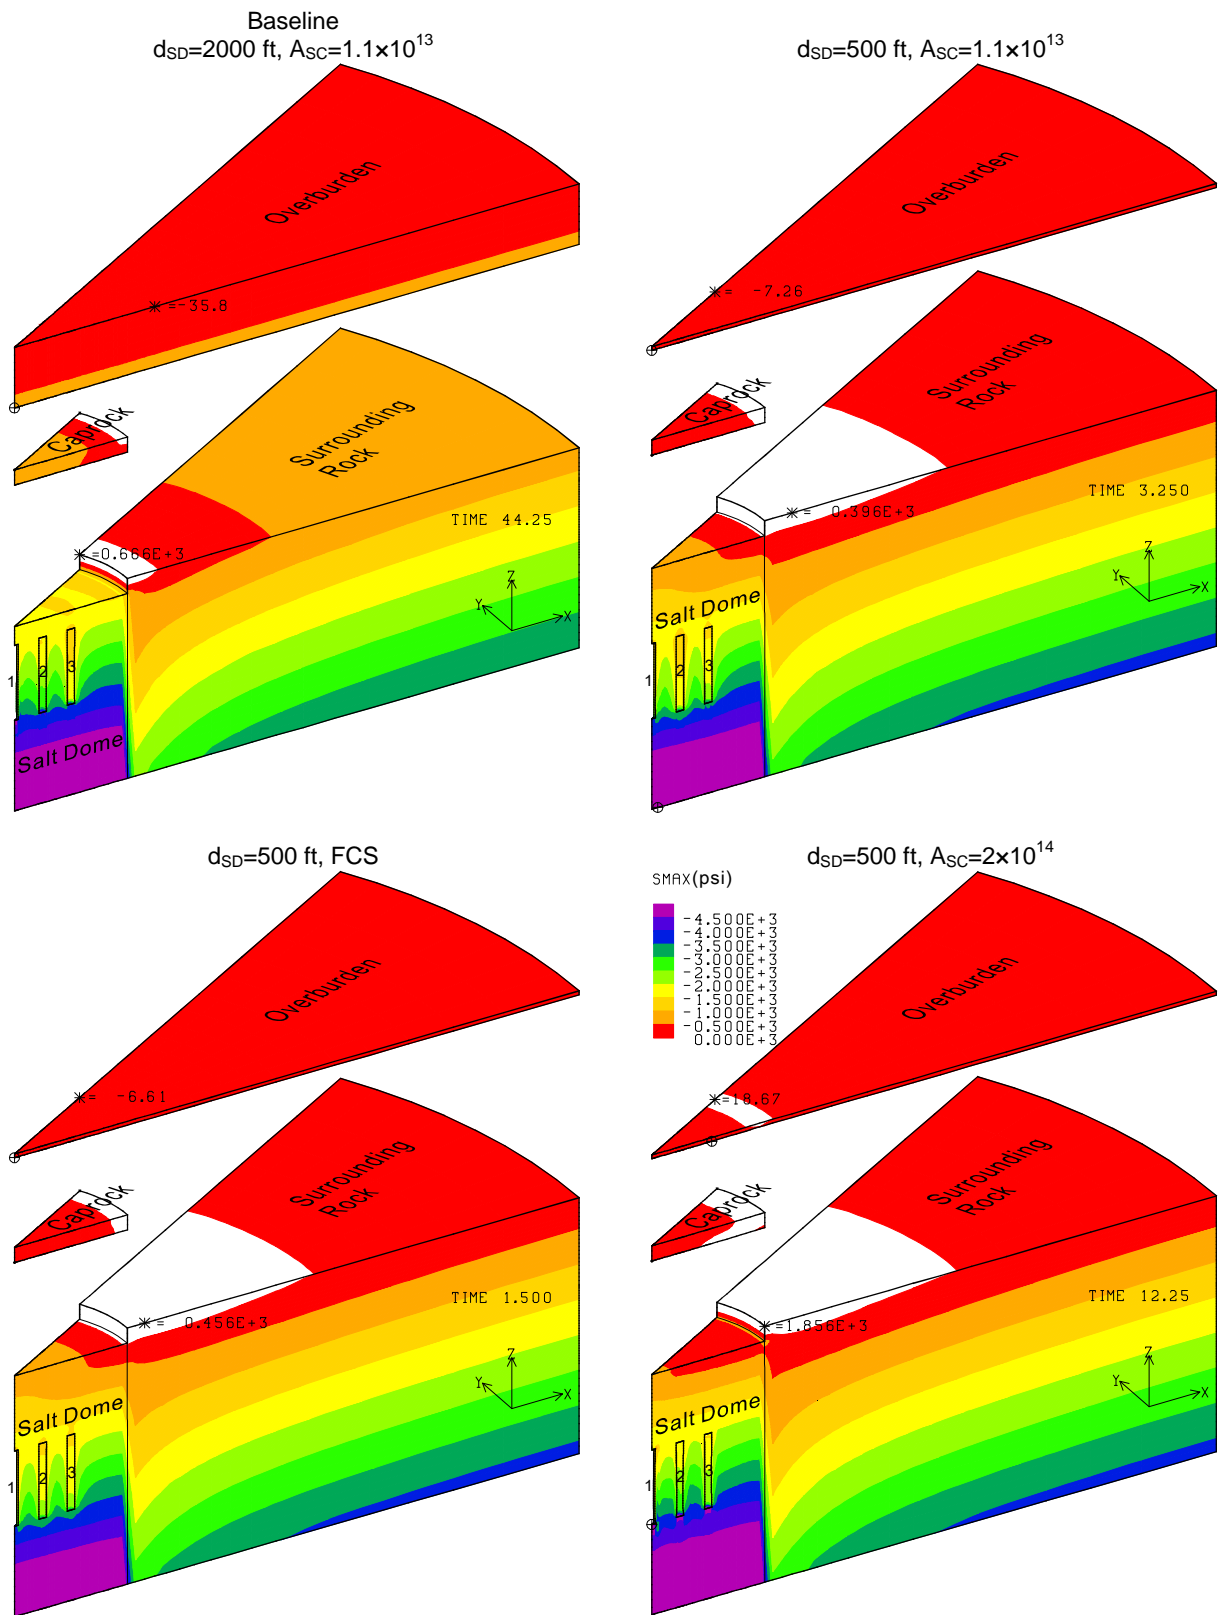 Baseline
dSD=2000 ft, ASC=1.1×10^13
Overburden
=-35.8
Caprock
Surrounding
Rock
TIME 44.25
=0.666E+3
Z
Y
X
1
2
3
Salt Dome
dSD=500 ft, ASC=1.1×10^13
Overburden
= -7.26
Caprock
Surrounding
Rock
TIME 3.250
= 0.396E+3
Z
Y
X
Salt Dome
1
2
3
dSD=500 ft, FCS
Overburden
= -6.61
Caprock
Surrounding
Rock
TIME 1.500
= 0.456E+3
Z
Y
X
Salt Dome
1
2
3
dSD=500 ft, ASC=2×10^14
SMAX(psi)
-4.500E+3
-4.000E+3
-3.500E+3
-3.000E+3
-2.500E+3
-2.000E+3
-1.500E+3
-1.000E+3
-0.500E+3
0.000E+3
Overburden
=18.67
Caprock
Surrounding
Rock
TIME 12.25
=1.856E+3
Z
Y
X
Salt Dome
1
2
3